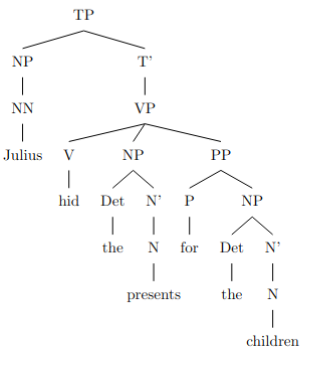 TP
NP T'
NN VP
Julius V NP PP
hid Det N' P NP
the N for Det N'
presents the N
children